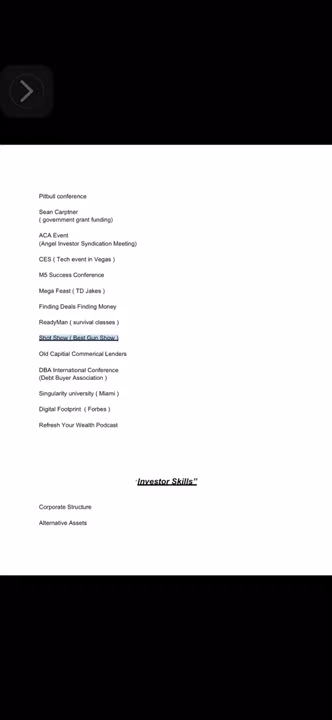 Pitbull conference
Sean Carptner
( government grant funding)
ACA Event
(Angel Investor Syndication Meeting)
CES ( Tech event in Vegas )
M5 Success Conference
Mega Feast ( TD Jakes )
Finding Deals Finding Money
ReadyMan ( survival classes )
Shot Show ( Best Gun Show )
Old Capitial Commerical Lenders
DBA International Conference
(Debt Buyer Association )
Singularity university ( Miami )
Digital Footprint  ( Forbes )
Refresh Your Wealth Podcast
"Investor Skills"
Corporate Structure
Alternative Assets